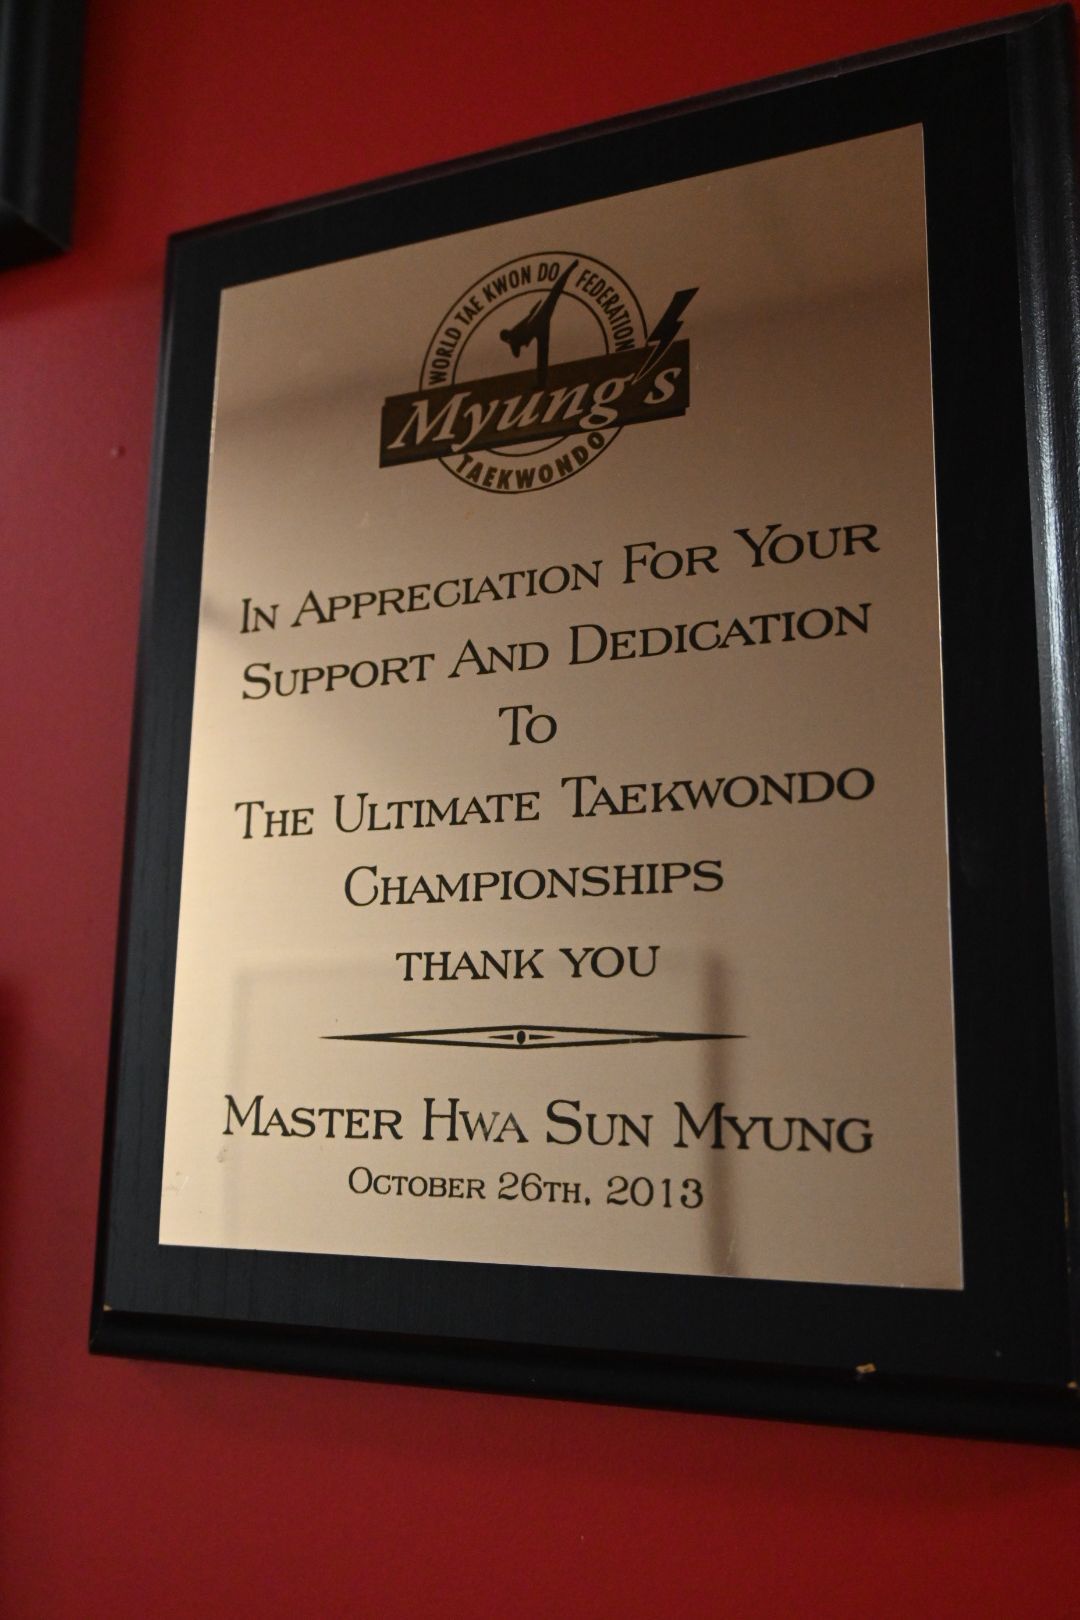 WORLD TAE KWON DO FEDERATION
Myung's
TAEKWONDO
IN APPRECIATION FOR YOUR
SUPPORT AND DEDICATION
TO
THE ULTIMATE TAEKWONDO
CHAMPIONSHIPS
THANK YOU
MASTER HWA SUN MYUNG
OCTOBER 26TH, 2013